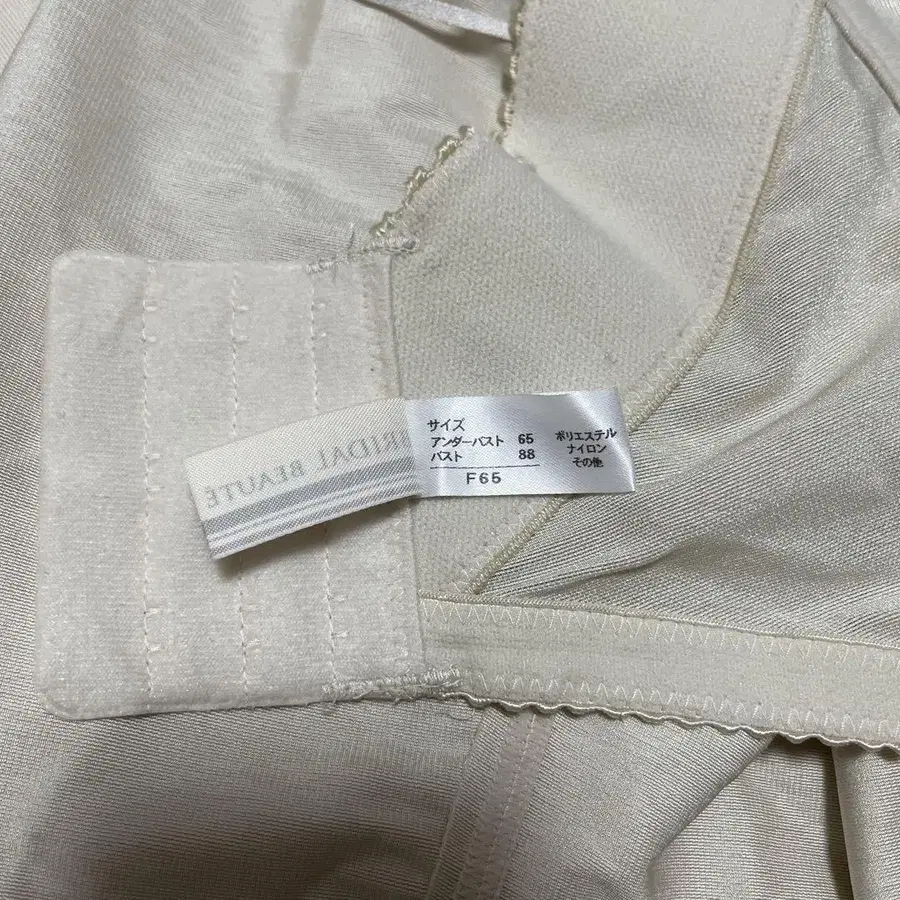 サイズ
アンダーバスト 65
バスト 88
F65
ポリエステル
ナイロン
その他
BRIDAL BEAUTE